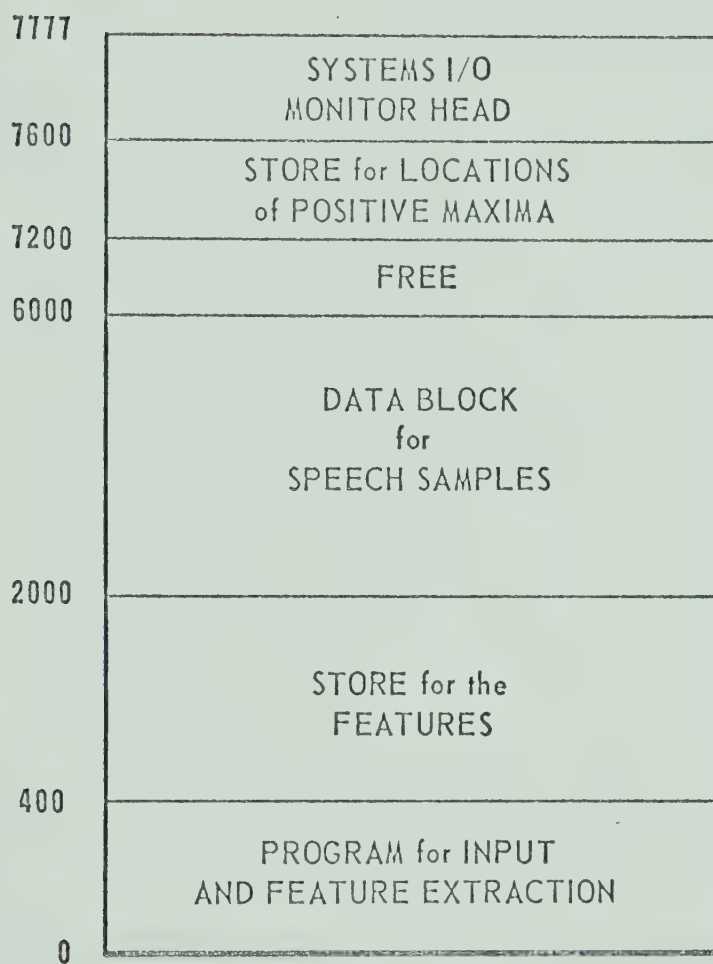 7777
SYSTEMS I/O
MONITOR HEAD
7600
STORE for LOCATIONS
of POSITIVE MAXIMA
7200
FREE
6000
DATA BLOCK
for
SPEECH SAMPLES
2000
STORE for the
FEATURES
400
PROGRAM for INPUT
AND FEATURE EXTRACTION
0